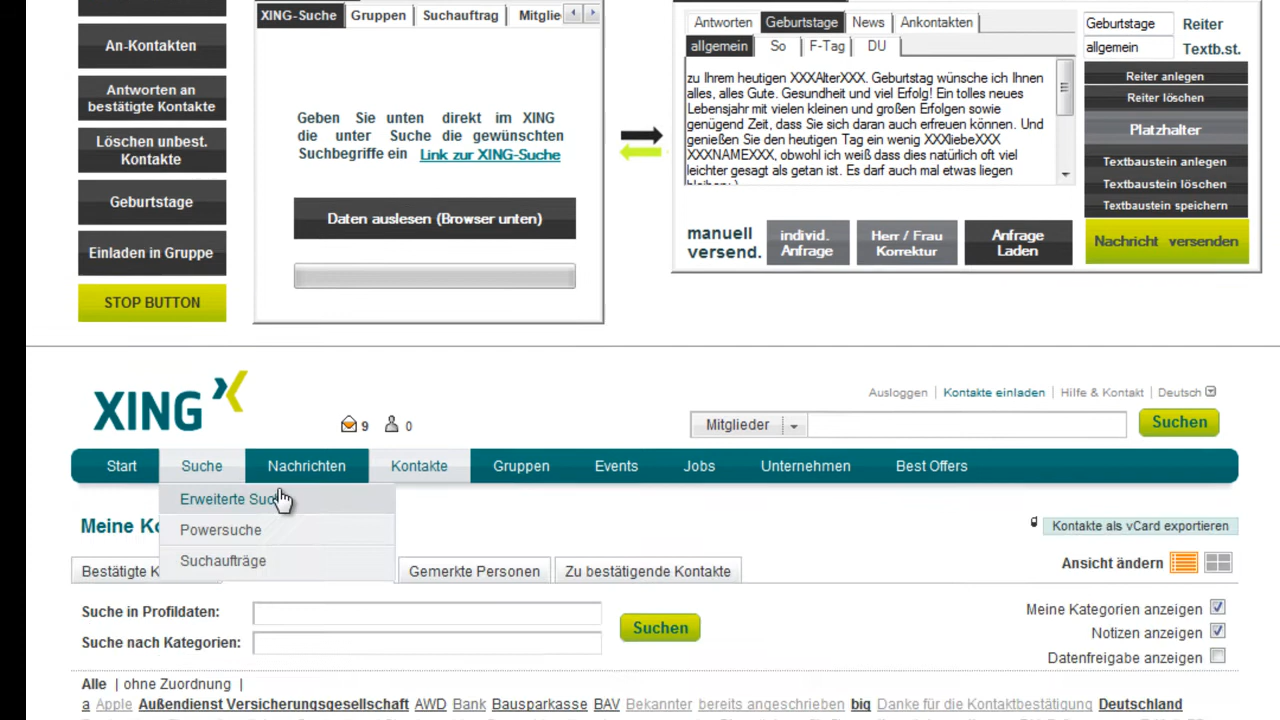 An-Kontakten
Antworten an
bestätigte Kontakte
Löschen unbest.
Kontakte
Geburtstage
Einladen in Gruppe
STOP BUTTON
XING-Suche Gruppen Suchauftrag Mitglie
Geben Sie unten direkt im XING
die unter Suche die gewünschten
Suchbegriffe ein Link zur XING-Suche
Daten auslesen (Browser unten)
Antworten Geburtstage News Ankontakten
allgemein So F-Tag DU
zu Ihrem heutigen XXXAlterXXX. Geburtstag wünsche ich Ihnen
alles, alles Gute. Gesundheit und viel Erfolg! Ein tolles neues
Lebensjahr mit vielen kleinen und großen Erfolgen sowie
genügend Zeit, dass Sie sich daran auch erfreuen können. Und
genießen Sie den heutigen Tag ein wenig XXXliebeXXX
XXXNAMEXXX, obwohl ich weiß dass dies natürlich oft viel
leichter gesagt als getan ist. Es darf auch mal etwas liegen
manuell
versend.
individ.
Anfrage
Herr / Frau
Korrektur
Anfrage
Laden
Geburtstage Reiter
allgemein Textb.st.
Reiter anlegen
Reiter löschen
Platzhalter
Textbaustein anlegen
Textbaustein löschen
Textbaustein speichern
Nachricht versenden
XING
9 0
Ausloggen | Kontakte einladen | Hilfe & Kontakt | Deutsch
Mitglieder Suchen
Start Suche Nachrichten Kontakte Gruppen Events Jobs Unternehmen Best Offers
Erweiterte Suc
Powersuche
Suchaufträge
Meine Ko
Kontakte als vCard exportieren
Ansicht ändern
Bestätigte K Gemerkte Personen Zu bestätigende Kontakte
Suche in Profildaten:
Suche nach Kategorien:
Suchen
Meine Kategorien anzeigen
Notizen anzeigen
Datenfreigabe anzeigen
Alle | ohne Zuordnung |
a Apple Außendienst Versicherungsgesellschaft AWD Bank Bausparkasse BAV Bekannter bereits angeschrieben big Danke für die Kontaktbestätigung Deutschland